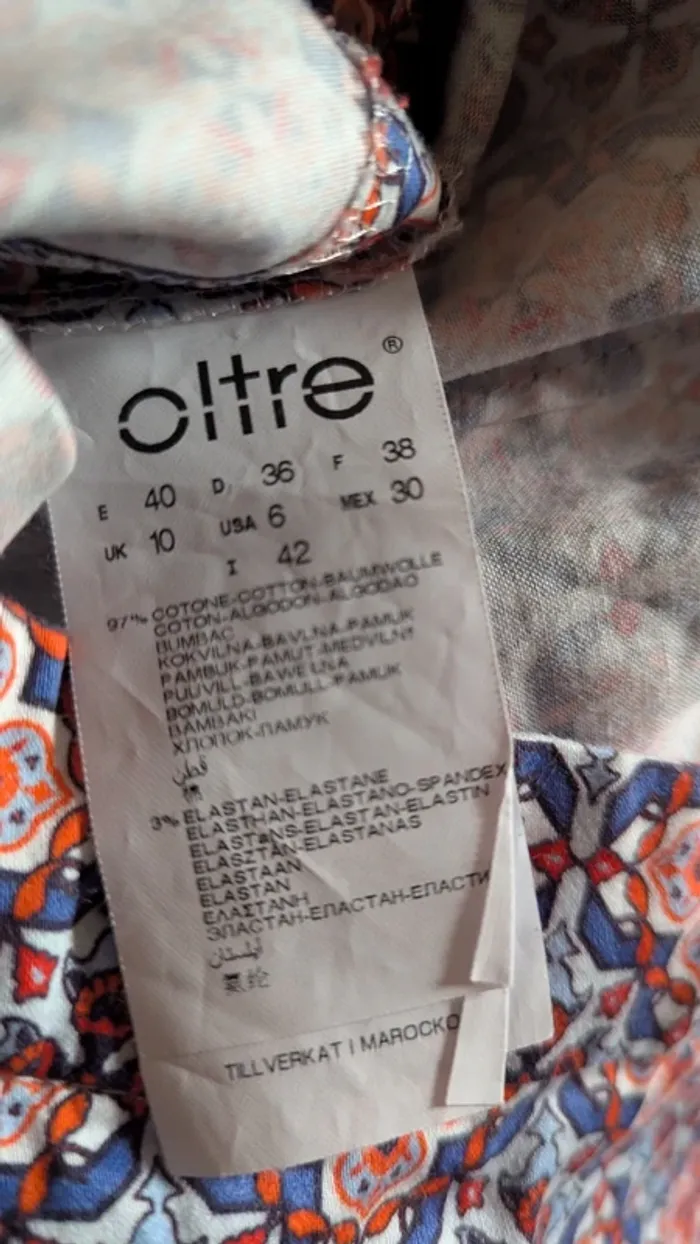 oltre®
E 40 D 36 F 38
UK 10 USA 6 MEX 30
I 42
97% COTONE-COTTON-BAUMWOLLE
COTON-ALGODON-ALGODAO
BUMBAC
KOKVILNA-BAVLNA-PAMUK
PAMBUK-PAMUT-MEDVILNĖ
PUUVILL-BAWEŁNA
BOMULD-BOMULL-PAMUK
BAMBAKI
ХЛОПОК-ПАМУК
قطن
棉
3% ELASTAN-ELASTANE
ELASTHAN-ELASTANO-SPANDEX
ELASTANS-ELASTAN-ELASTIN
ELASZTÁN-ELASTANAS
ELASTAAN
ELASTAN
ΕΛΑΣΤΑΝΗ
ЭЛАСТАН-ЕЛАСТАН-ЕЛАСТИ
TILLVERKAT I MAROCKO